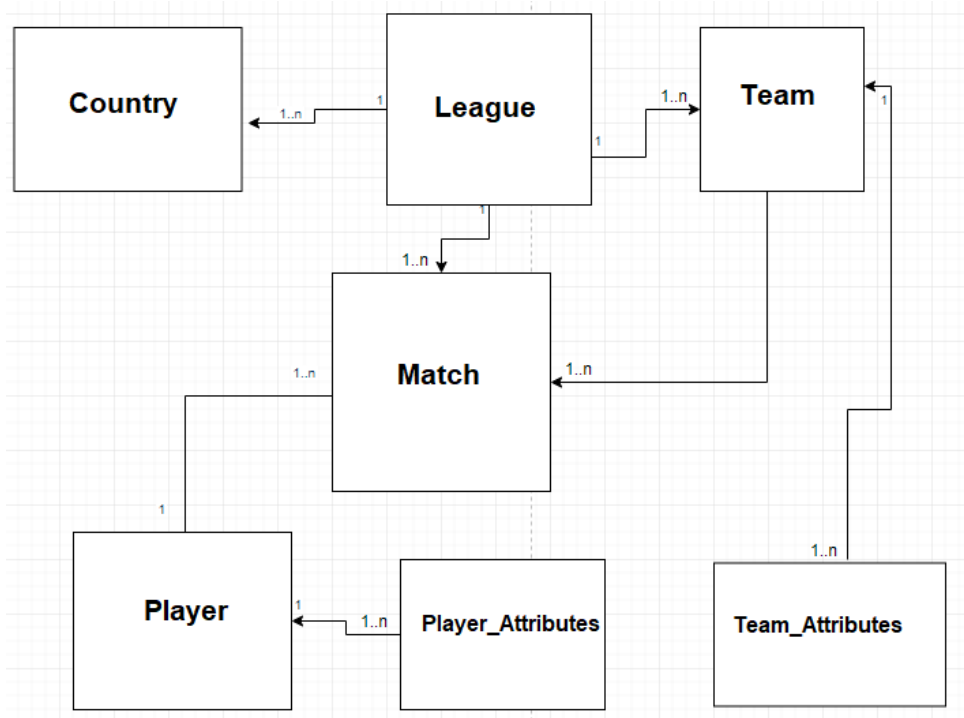 Country
League
Team
1
1..n
1..n
1
1
1
1..n
Match
1..n
1..n
1
1..n
Player
1
1..n
Player_Attributes
Team_Attributes